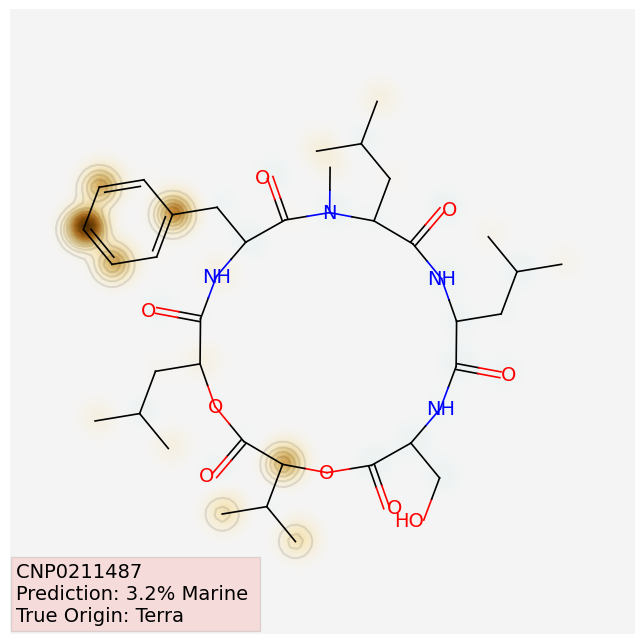 O
O
N
NH
NH
O
O
O
NH
O
O
O
HO
CNP0211487
Prediction: 3.2% Marine
True Origin: Terra